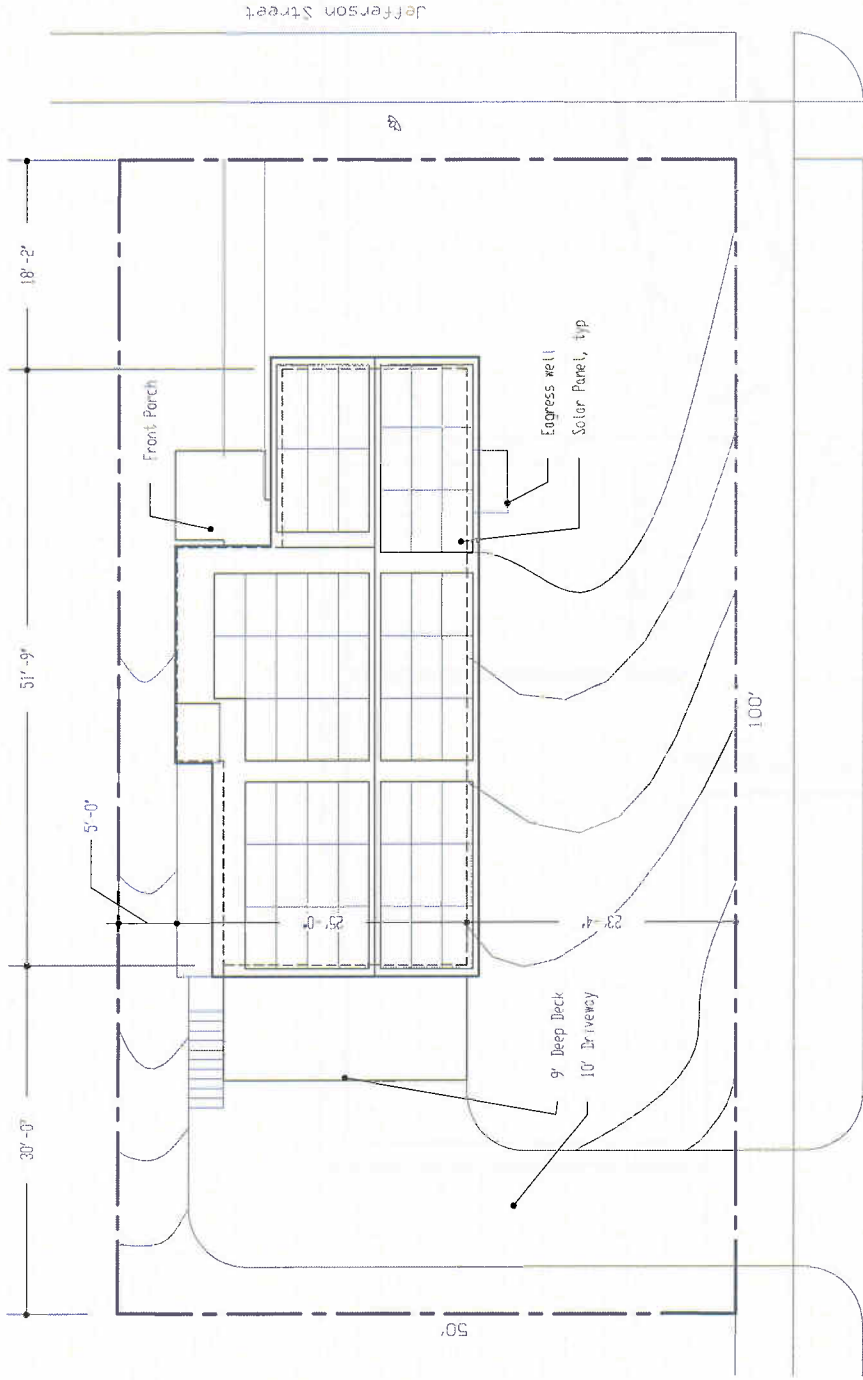 Jefferson Street
18'-2"
51'-9"
30'-0"
Front Porch
5'-0"
Eagress well
Solar Panel, typ
25'-0"
23'-4"
100'
9' Deep Deck
10' Driveway
50'